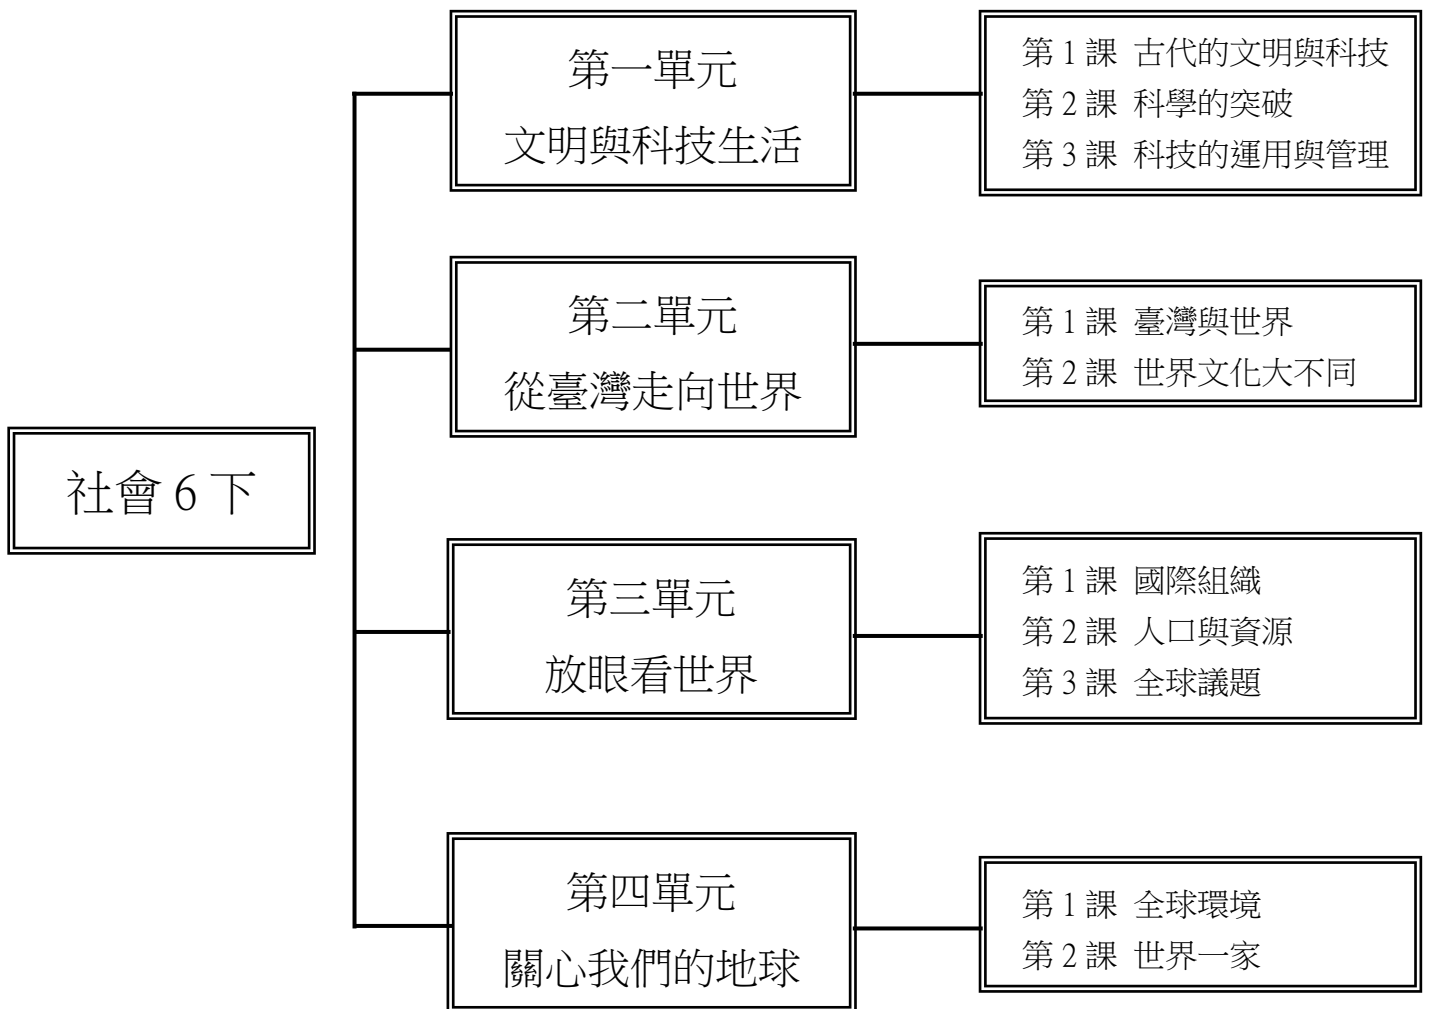 社會 6 下
第一單元
文明與科技生活
第 1 課 古代的文明與科技
第 2 課 科學的突破
第 3 課 科技的運用與管理
第二單元
從臺灣走向世界
第 1 課 臺灣與世界
第 2 課 世界文化大不同
第三單元
放眼看世界
第 1 課 國際組織
第 2 課 人口與資源
第 3 課 全球議題
第四單元
關心我們的地球
第 1 課 全球環境
第 2 課 世界一家